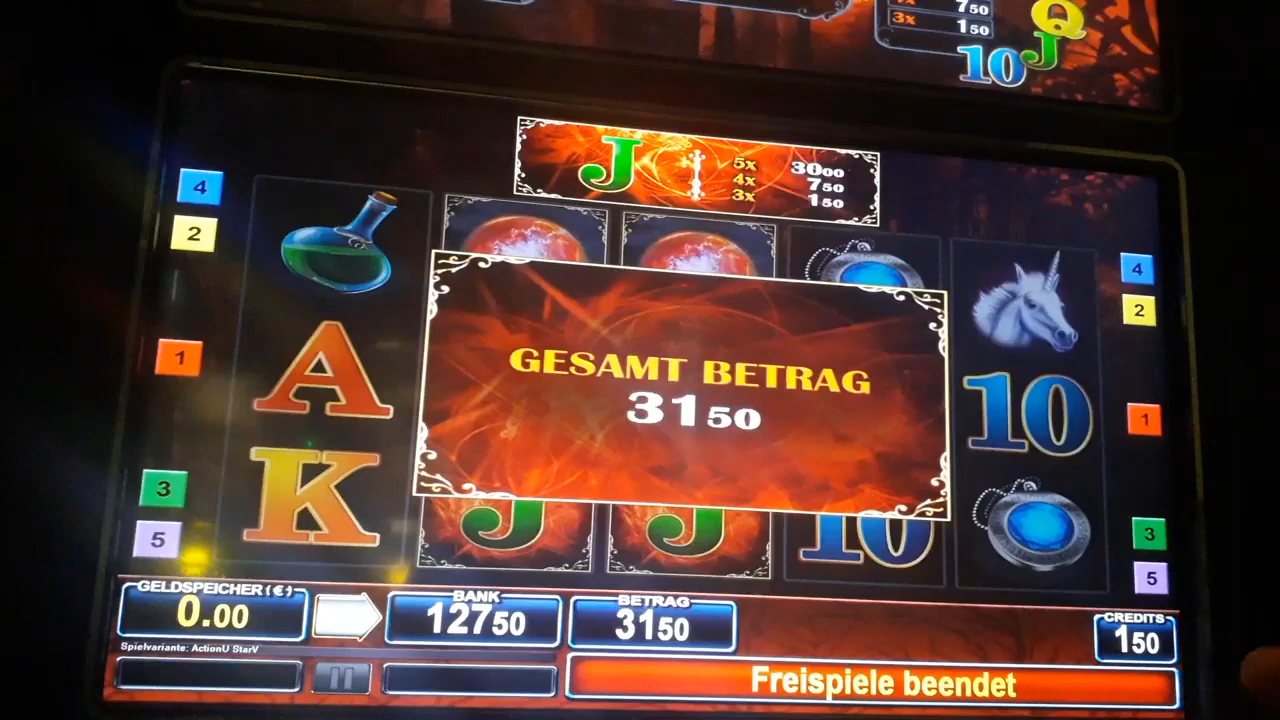 750
3x 150
Q
J
10
J 5x 3000
4x 750
3x 150
4
2
1
3
5
A
K
GESAMT BETRAG
3150
J
J
10
10
4
2
1
3
5
GELDSPEICHER (€)
0.00
BANK
12750
BETRAG
3150
CREDITS
150
Spielvariante: ActionU StarV
Freispiele beendet